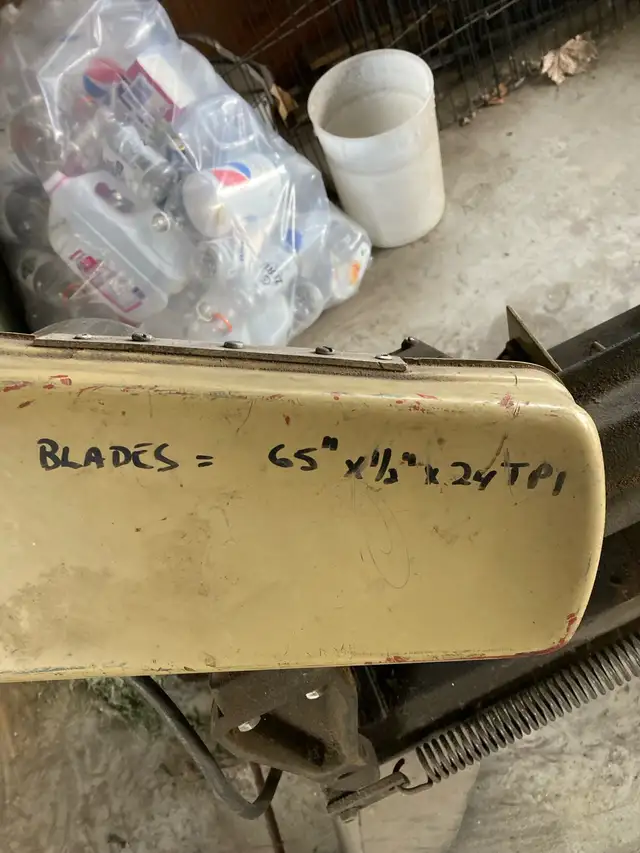 BLADES = 65" x 1/2" x 24 TPI